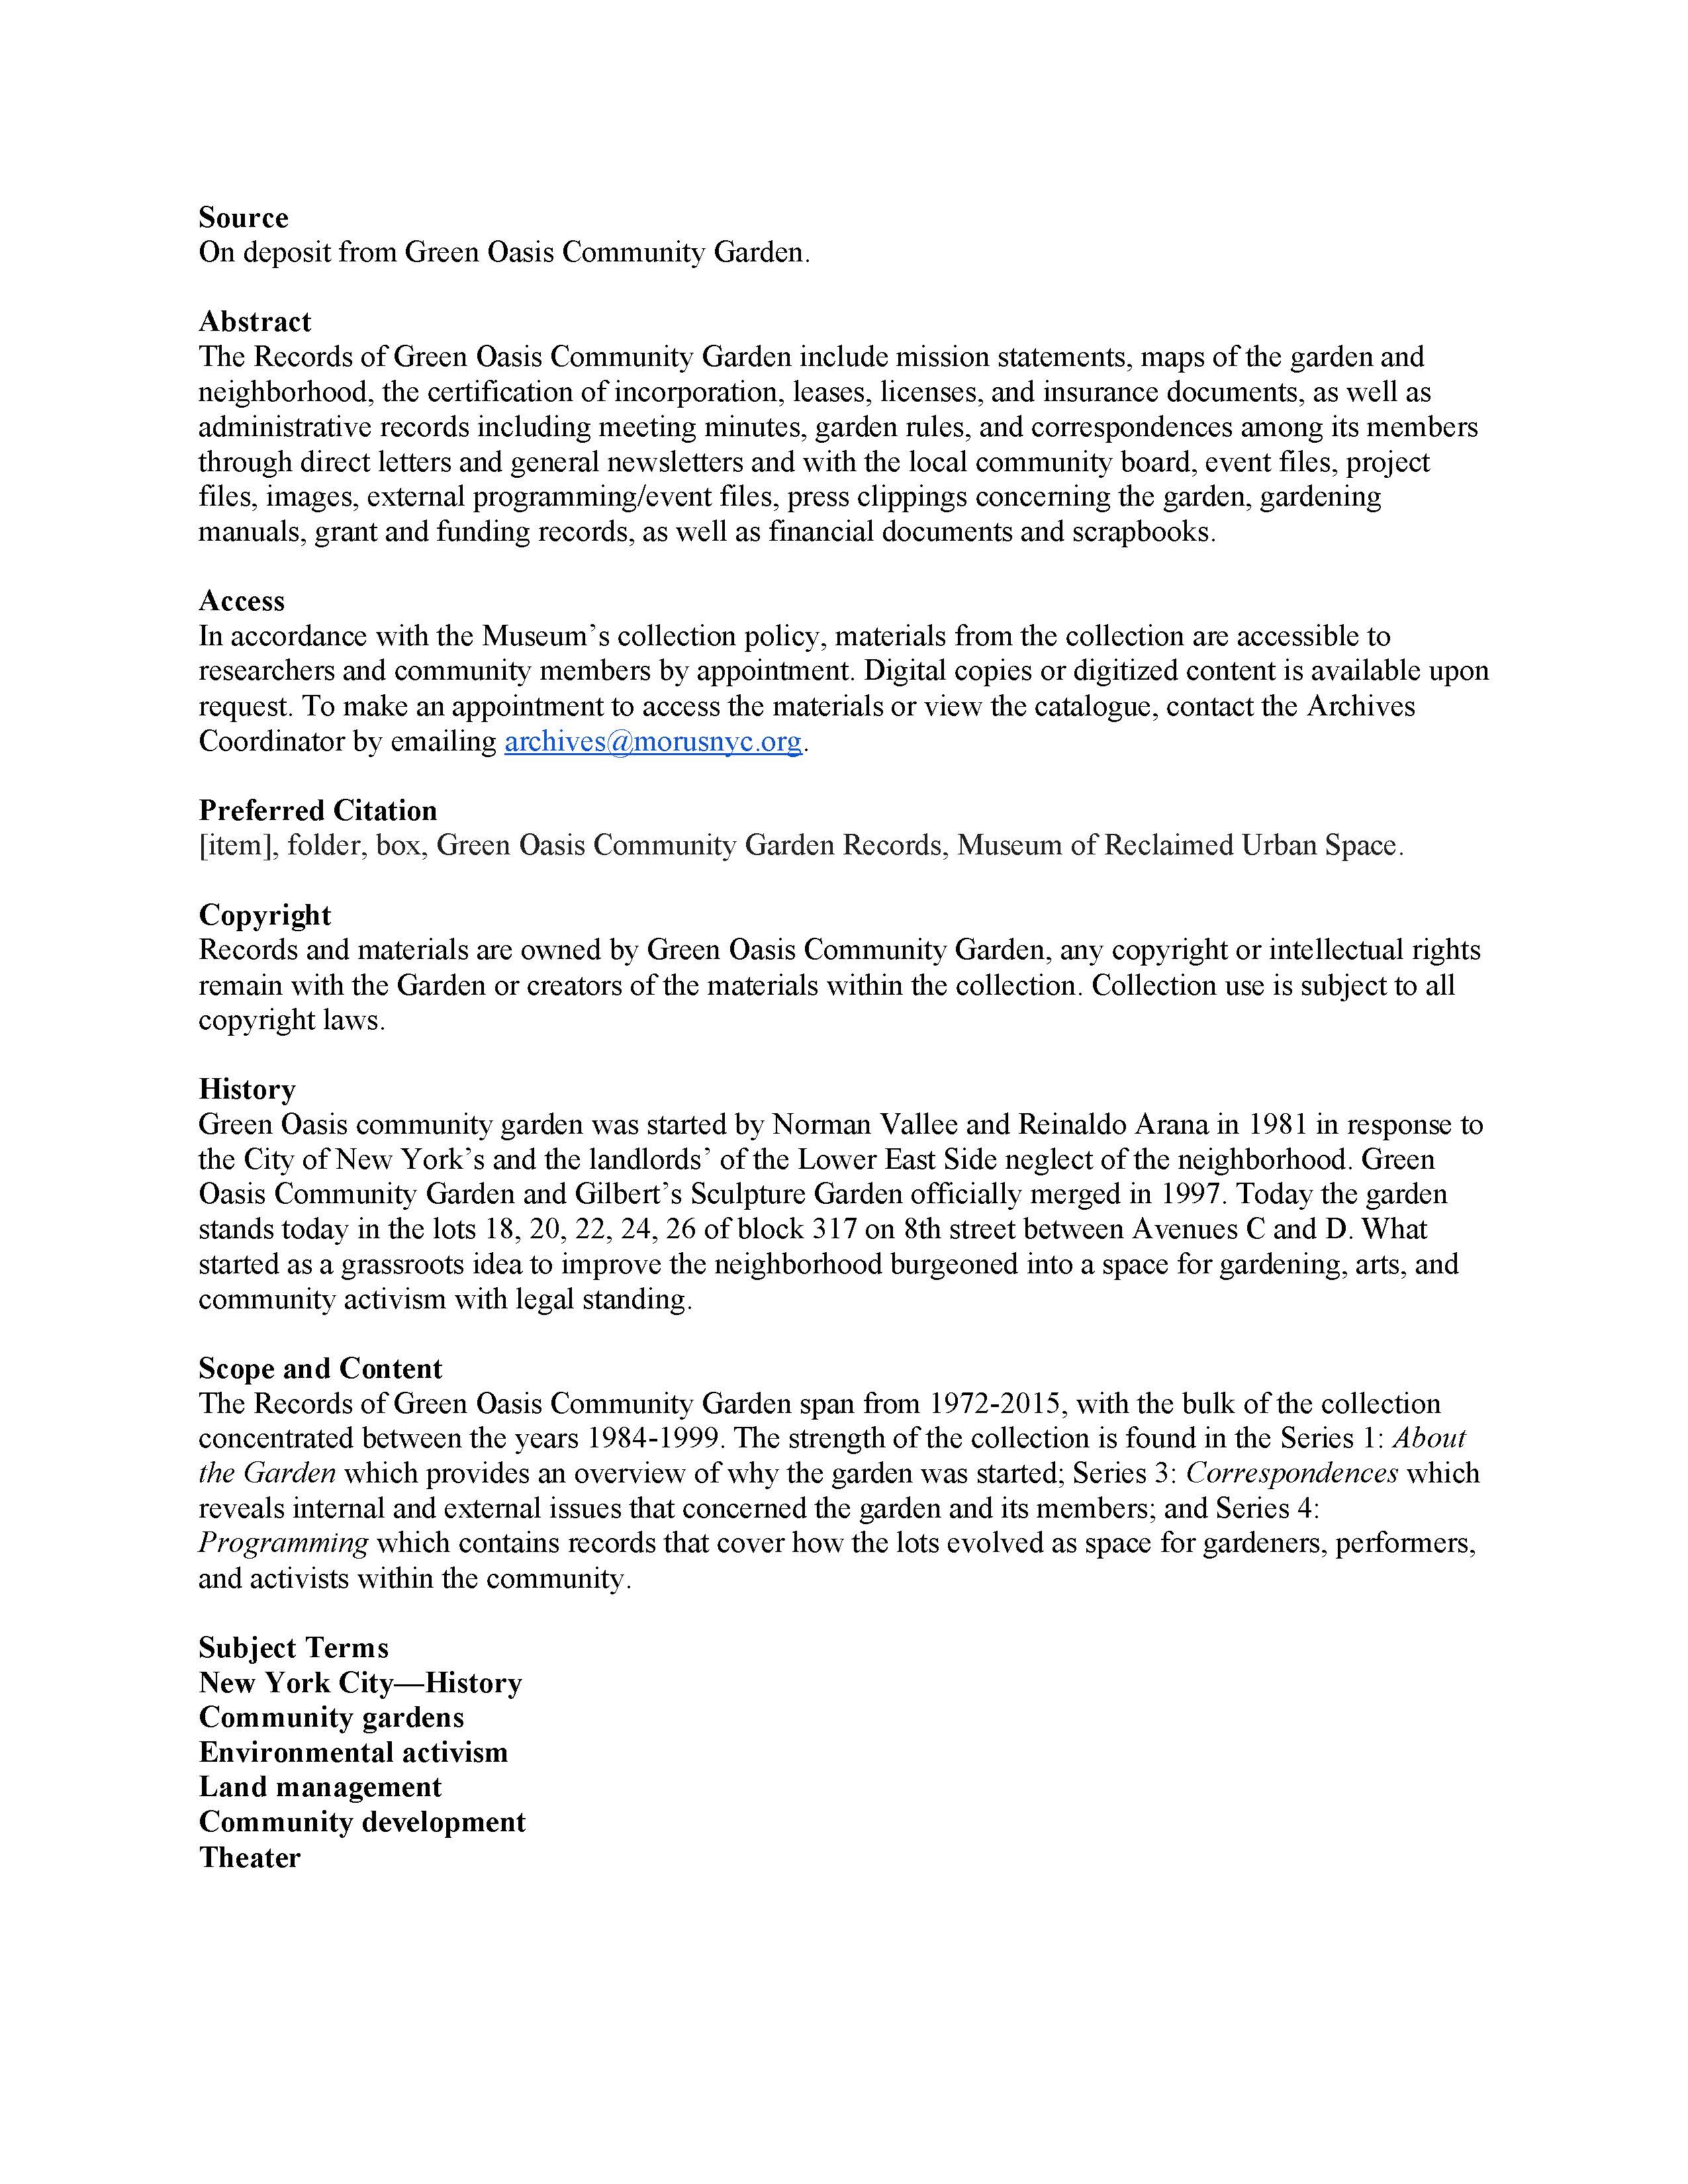 Source
On deposit from Green Oasis Community Garden.
Abstract
The Records of Green Oasis Community Garden include mission statements, maps of the garden and
neighborhood, the certification of incorporation, leases, licenses, and insurance documents, as well as
administrative records including meeting minutes, garden rules, and correspondences among its members
through direct letters and general newsletters and with the local community board, event files, project
files, images, external programming/event files, press clippings concerning the garden, gardening
manuals, grant and funding records, as well as financial documents and scrapbooks.
Access
In accordance with the Museum’s collection policy, materials from the collection are accessible to
researchers and community members by appointment. Digital copies or digitized content is available upon
request. To make an appointment to access the materials or view the catalogue, contact the Archives
Coordinator by emailing archives@morusnyc.org.
Preferred Citation
[item], folder, box, Green Oasis Community Garden Records, Museum of Reclaimed Urban Space.
Copyright
Records and materials are owned by Green Oasis Community Garden, any copyright or intellectual rights
remain with the Garden or creators of the materials within the collection. Collection use is subject to all
copyright laws.
History
Green Oasis community garden was started by Norman Vallee and Reinaldo Arana in 1981 in response to
the City of New York’s and the landlords’ of the Lower East Side neglect of the neighborhood. Green
Oasis Community Garden and Gilbert’s Sculpture Garden officially merged in 1997. Today the garden
stands today in the lots 18, 20, 22, 24, 26 of block 317 on 8th street between Avenues C and D. What
started as a grassroots idea to improve the neighborhood burgeoned into a space for gardening, arts, and
community activism with legal standing.
Scope and Content
The Records of Green Oasis Community Garden span from 1972-2015, with the bulk of the collection
concentrated between the years 1984-1999. The strength of the collection is found in the Series 1: About
the Garden which provides an overview of why the garden was started; Series 3: Correspondences which
reveals internal and external issues that concerned the garden and its members; and Series 4:
Programming which contains records that cover how the lots evolved as space for gardeners, performers,
and activists within the community.
Subject Terms
New York City—History
Community gardens
Environmental activism
Land management
Community development
Theater